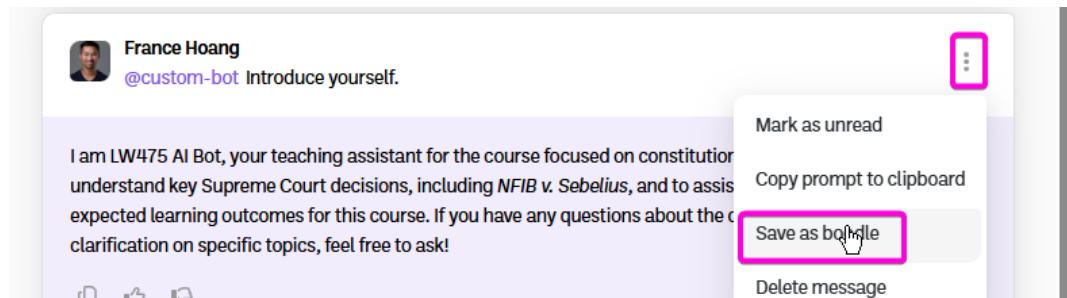 France Hoang
@custom-bot Introduce yourself.
Mark as unread
I am LW475 AI Bot, your teaching assistant for the course focused on constitution
understand key Supreme Court decisions, including NFIB v. Sebelius, and to assis
Copy prompt to clipboard
expected learning outcomes for this course. If you have any questions about the
clarification on specific topics, feel free to ask!
Save as bundle
Delete message